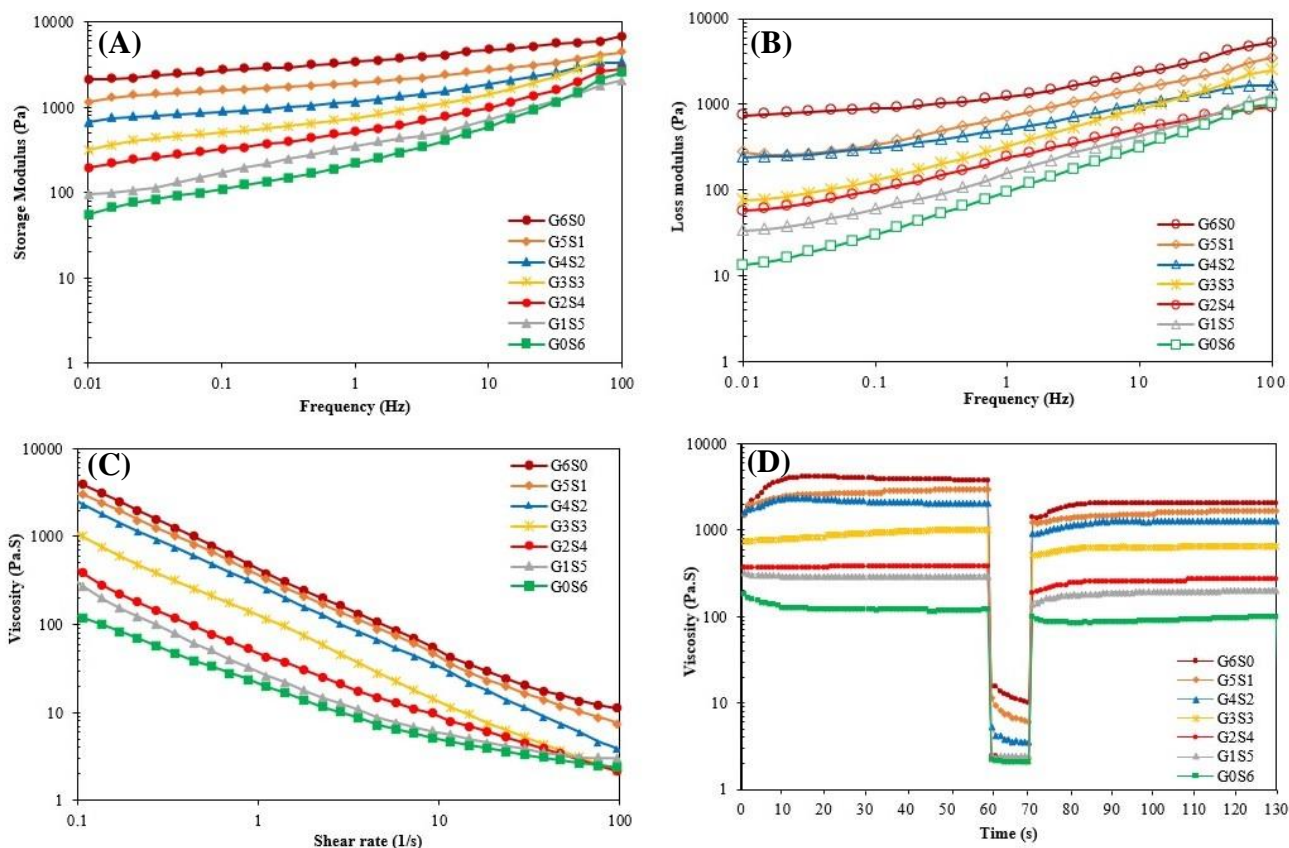 (A)
Storage Modulus (Pa)
10000
1000
100
10
1
0.01 0.1 1 10 100
Frequency (Hz)
G6S0
G5S1
G4S2
G3S3
G2S4
G1S5
G0S6
(B)
Loss modulus (Pa)
10000
1000
100
10
1
0.01 0.1 1 10 100
Frequency (Hz)
G6S0
G5S1
G4S2
G3S3
G2S4
G1S5
G0S6
(C)
Viscosity (Pa.S)
10000
1000
100
10
1
0.1 1 10 100
Shear rate (1/s)
G6S0
G5S1
G4S2
G3S3
G2S4
G1S5
G0S6
(D)
Viscosity (Pa.S)
10000
1000
100
10
1
0 10 20 30 40 50 60 70 80 90 100 110 120 130
Time (s)
G6S0
G5S1
G4S2
G3S3
G2S4
G1S5
G0S6